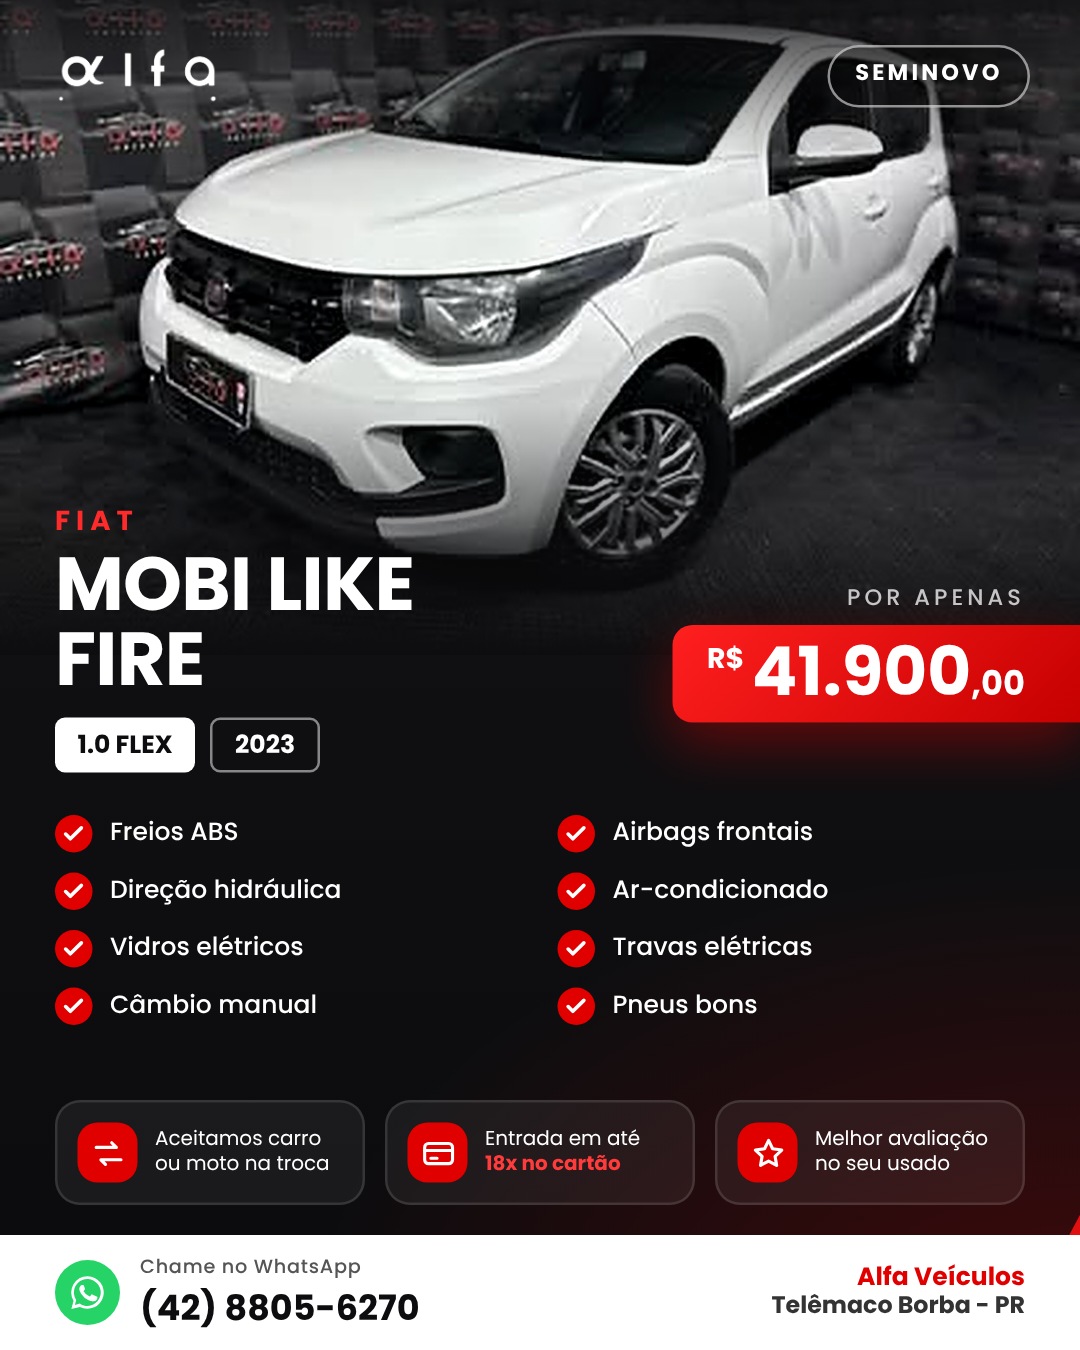 alfa
SEMINOVO
FIAT
MOBI LIKE
FIRE
1.0 FLEX
2023
POR APENAS
R$ 41.900,00
Freios ABS
Airbags frontais
Direção hidráulica
Ar-condicionado
Vidros elétricos
Travas elétricas
Câmbio manual
Pneus bons
Aceitamos carro
ou moto na troca
Entrada em até
18x no cartão
Melhor avaliação
no seu usado
Chame no WhatsApp
(42) 8805-6270
Alfa Veículos
Telêmaco Borba - PR